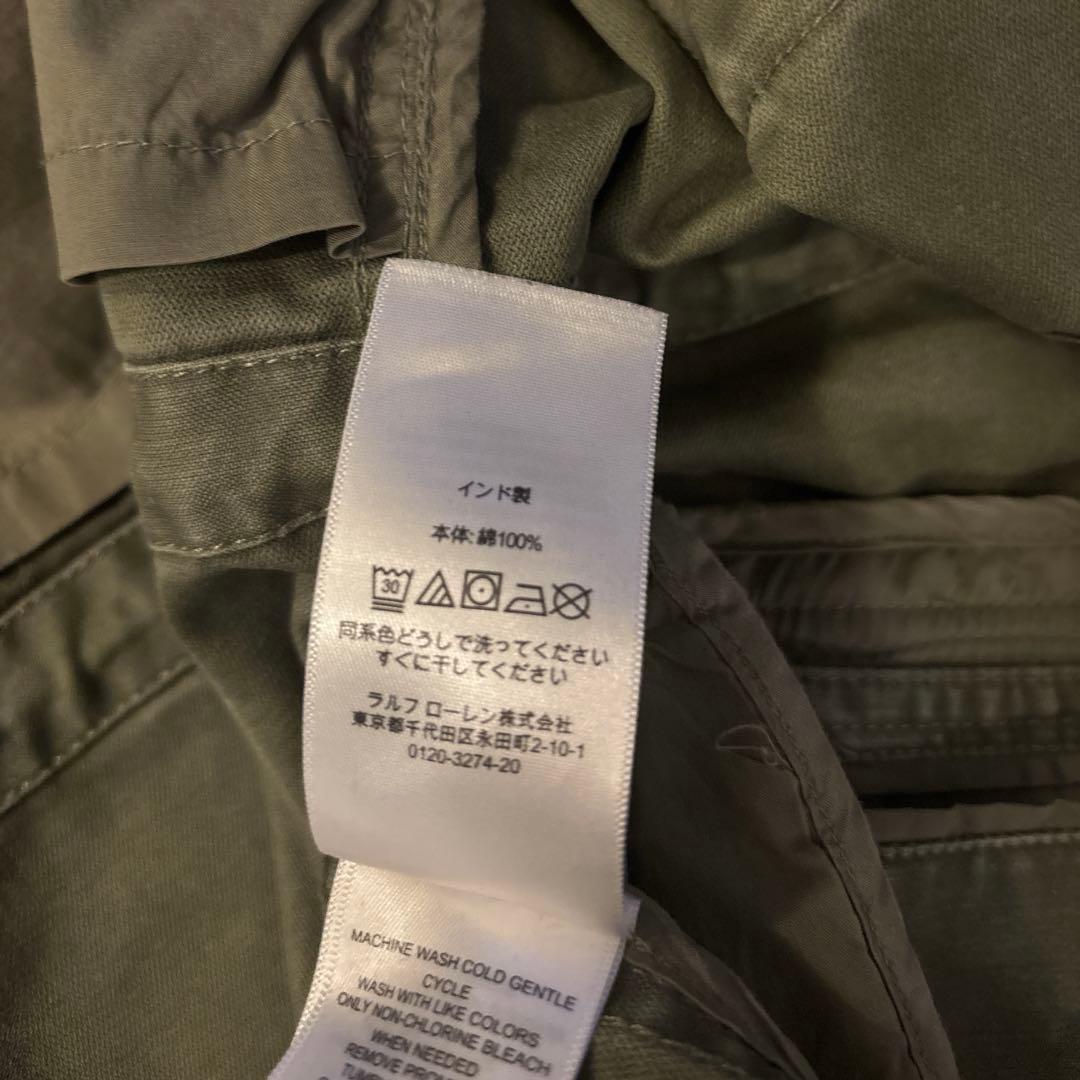 インド製
本体:綿100%
30
同系色どうしで洗ってください
すぐに干してください
ラルフ ローレン株式会社
東京都千代田区永田町2-10-1
0120-3274-20
MACHINE WASH COLD GENTLE
CYCLE
WASH WITH LIKE COLORS
ONLY NON-CHLORINE BLEACH
WHEN NEEDED
REMOVE